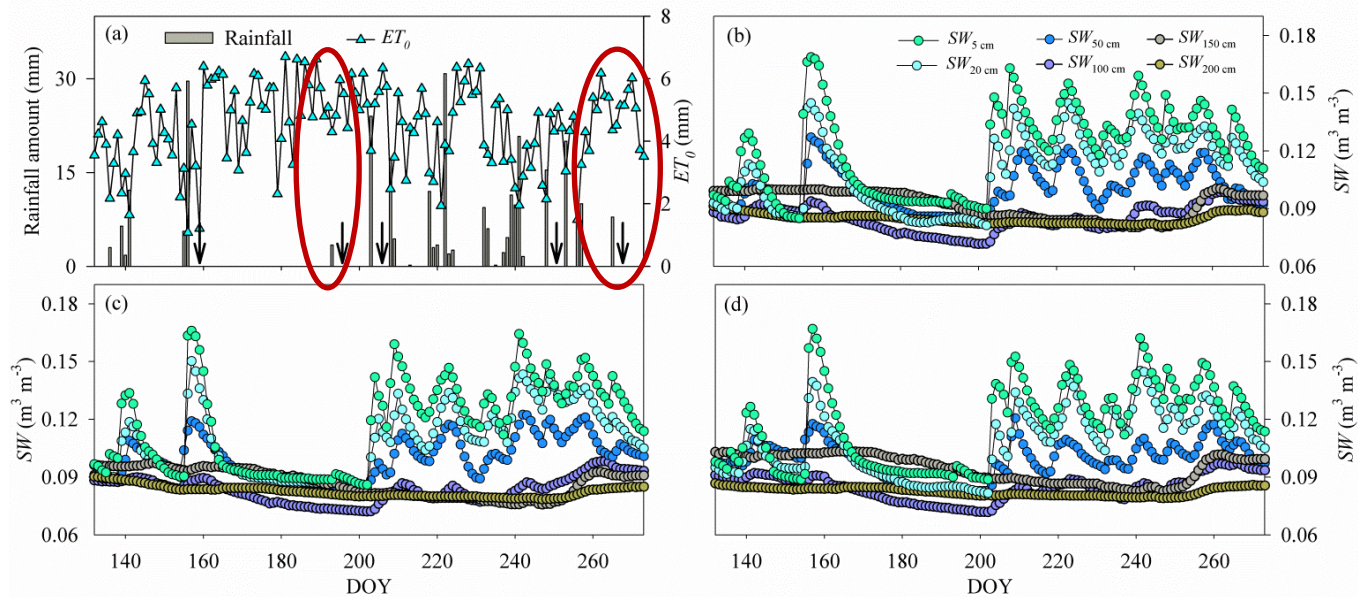 (a) Rainfall ET0
Rainfall amount (mm)
30
15
0
8
6
4
2
0
ET0 (mm)
(b) SW5 cm SW50 cm SW150 cm
SW20 cm SW100 cm SW200 cm
0.18
0.15
0.12
0.09
0.06
SW (m3 m-3)
(c)
SW (m3 m-3)
0.18
0.15
0.12
0.09
0.06
140 160 180 200 220 240 260
DOY
(d)
0.18
0.15
0.12
0.09
0.06
SW (m3 m-3)
140 160 180 200 220 240 260
DOY